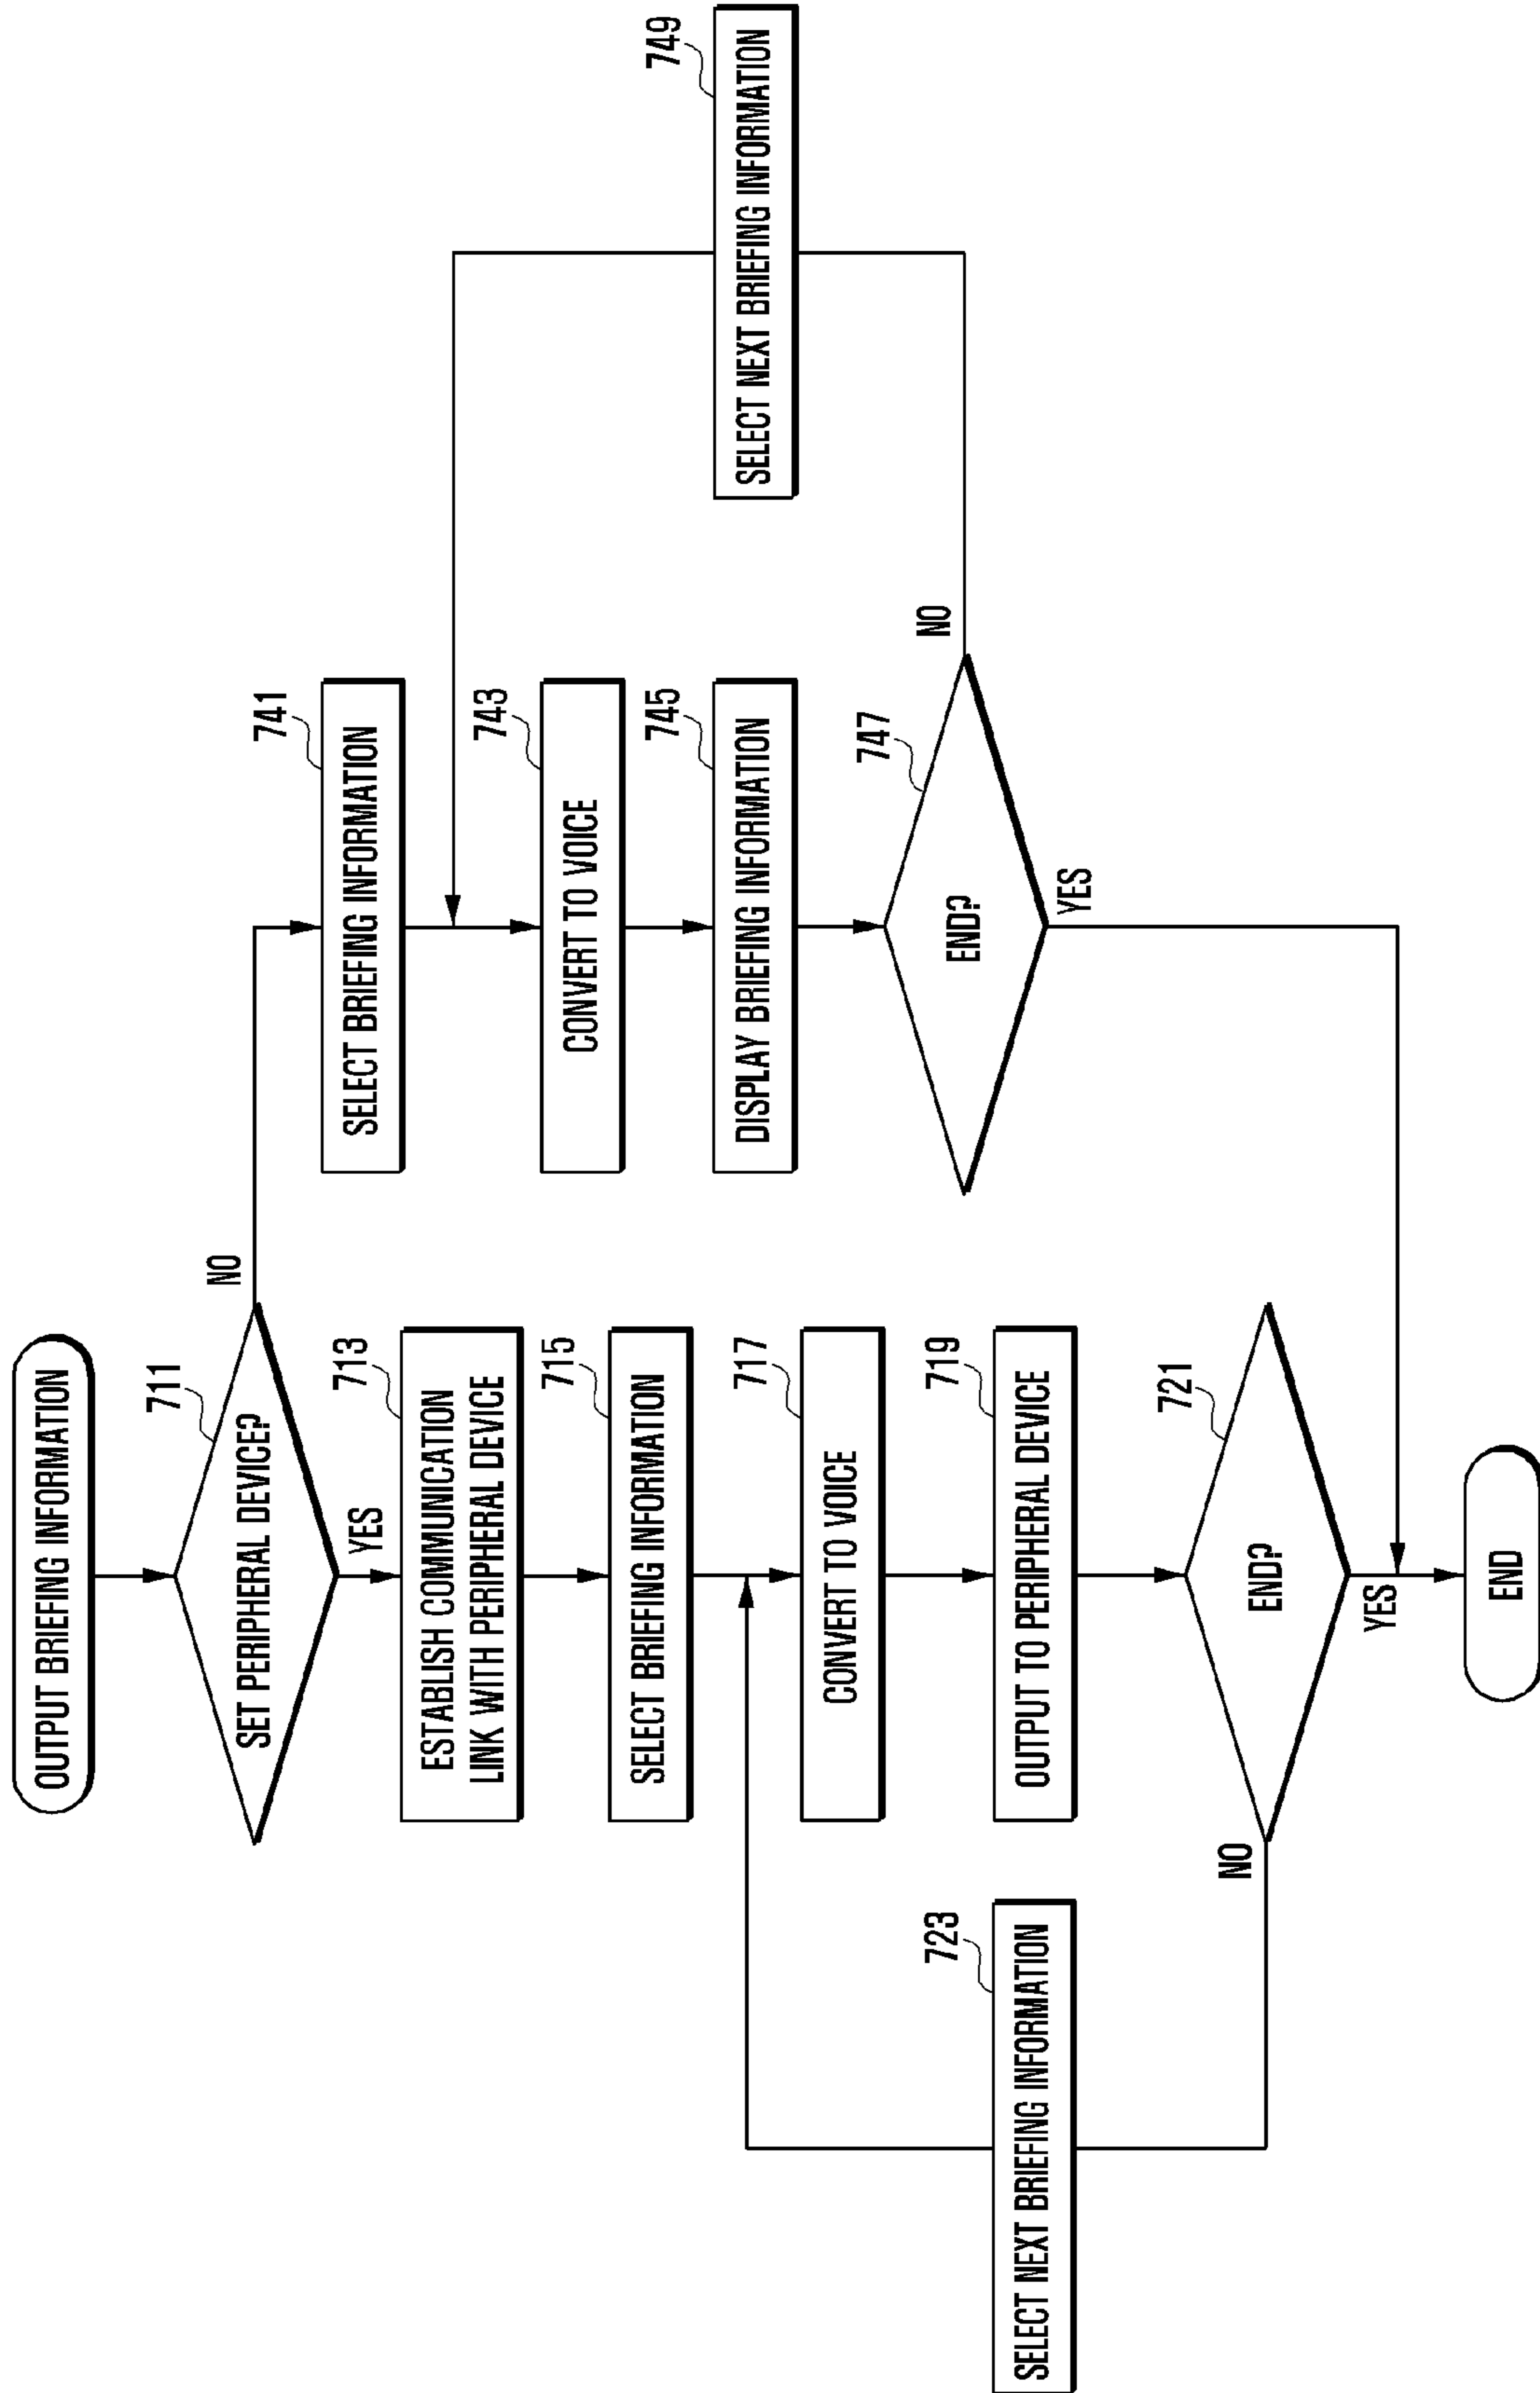 OUTPUT BRIEFING INFORMATION
711
SET PERIPHERAL DEVICE?
NO
YES
713
ESTABLISH COMMUNICATION
LINK WITH PERIPHERAL DEVICE
715
SELECT BRIEFING INFORMATION
717
CONVERT TO VOICE
719
OUTPUT TO PERIPHERAL DEVICE
721
END?
NO
YES
723
SELECT NEXT BRIEFING INFORMATION
741
SELECT BRIEFING INFORMATION
743
CONVERT TO VOICE
745
DISPLAY BRIEFING INFORMATION
747
END?
NO
YES
749
SELECT NEXT BRIEFING INFORMATION
END